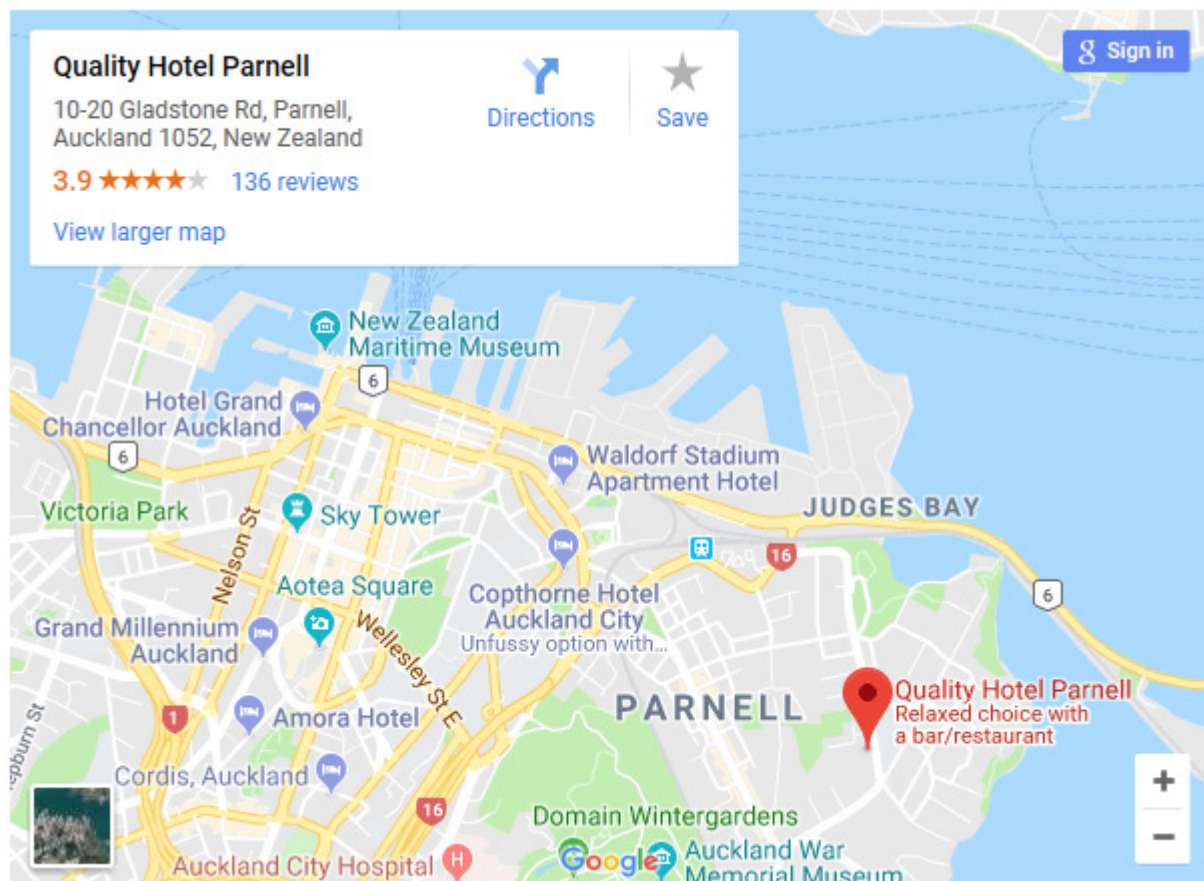 Quality Hotel Parnell
10-20 Gladstone Rd, Parnell,
Auckland 1052, New Zealand
3.9
136 reviews
View larger map
Directions
Save
Sign in
New Zealand
Maritime Museum
6
Hotel Grand
Chancellor Auckland
6
Waldorf Stadium
Apartment Hotel
Victoria Park
Nelson St
Sky Tower
JUDGES BAY
16
Aotea Square
Copthorne Hotel
Auckland City
Unfussy option with...
6
Grand Millennium
Auckland
Wellesley St E
PARNELL
Quality Hotel Parnell
Relaxed choice with
a bar/restaurant
1
Amora Hotel
Cordis, Auckland
16
Domain Wintergardens
Auckland City Hospital
H
Google
Auckland War
Memorial Museum
+
−